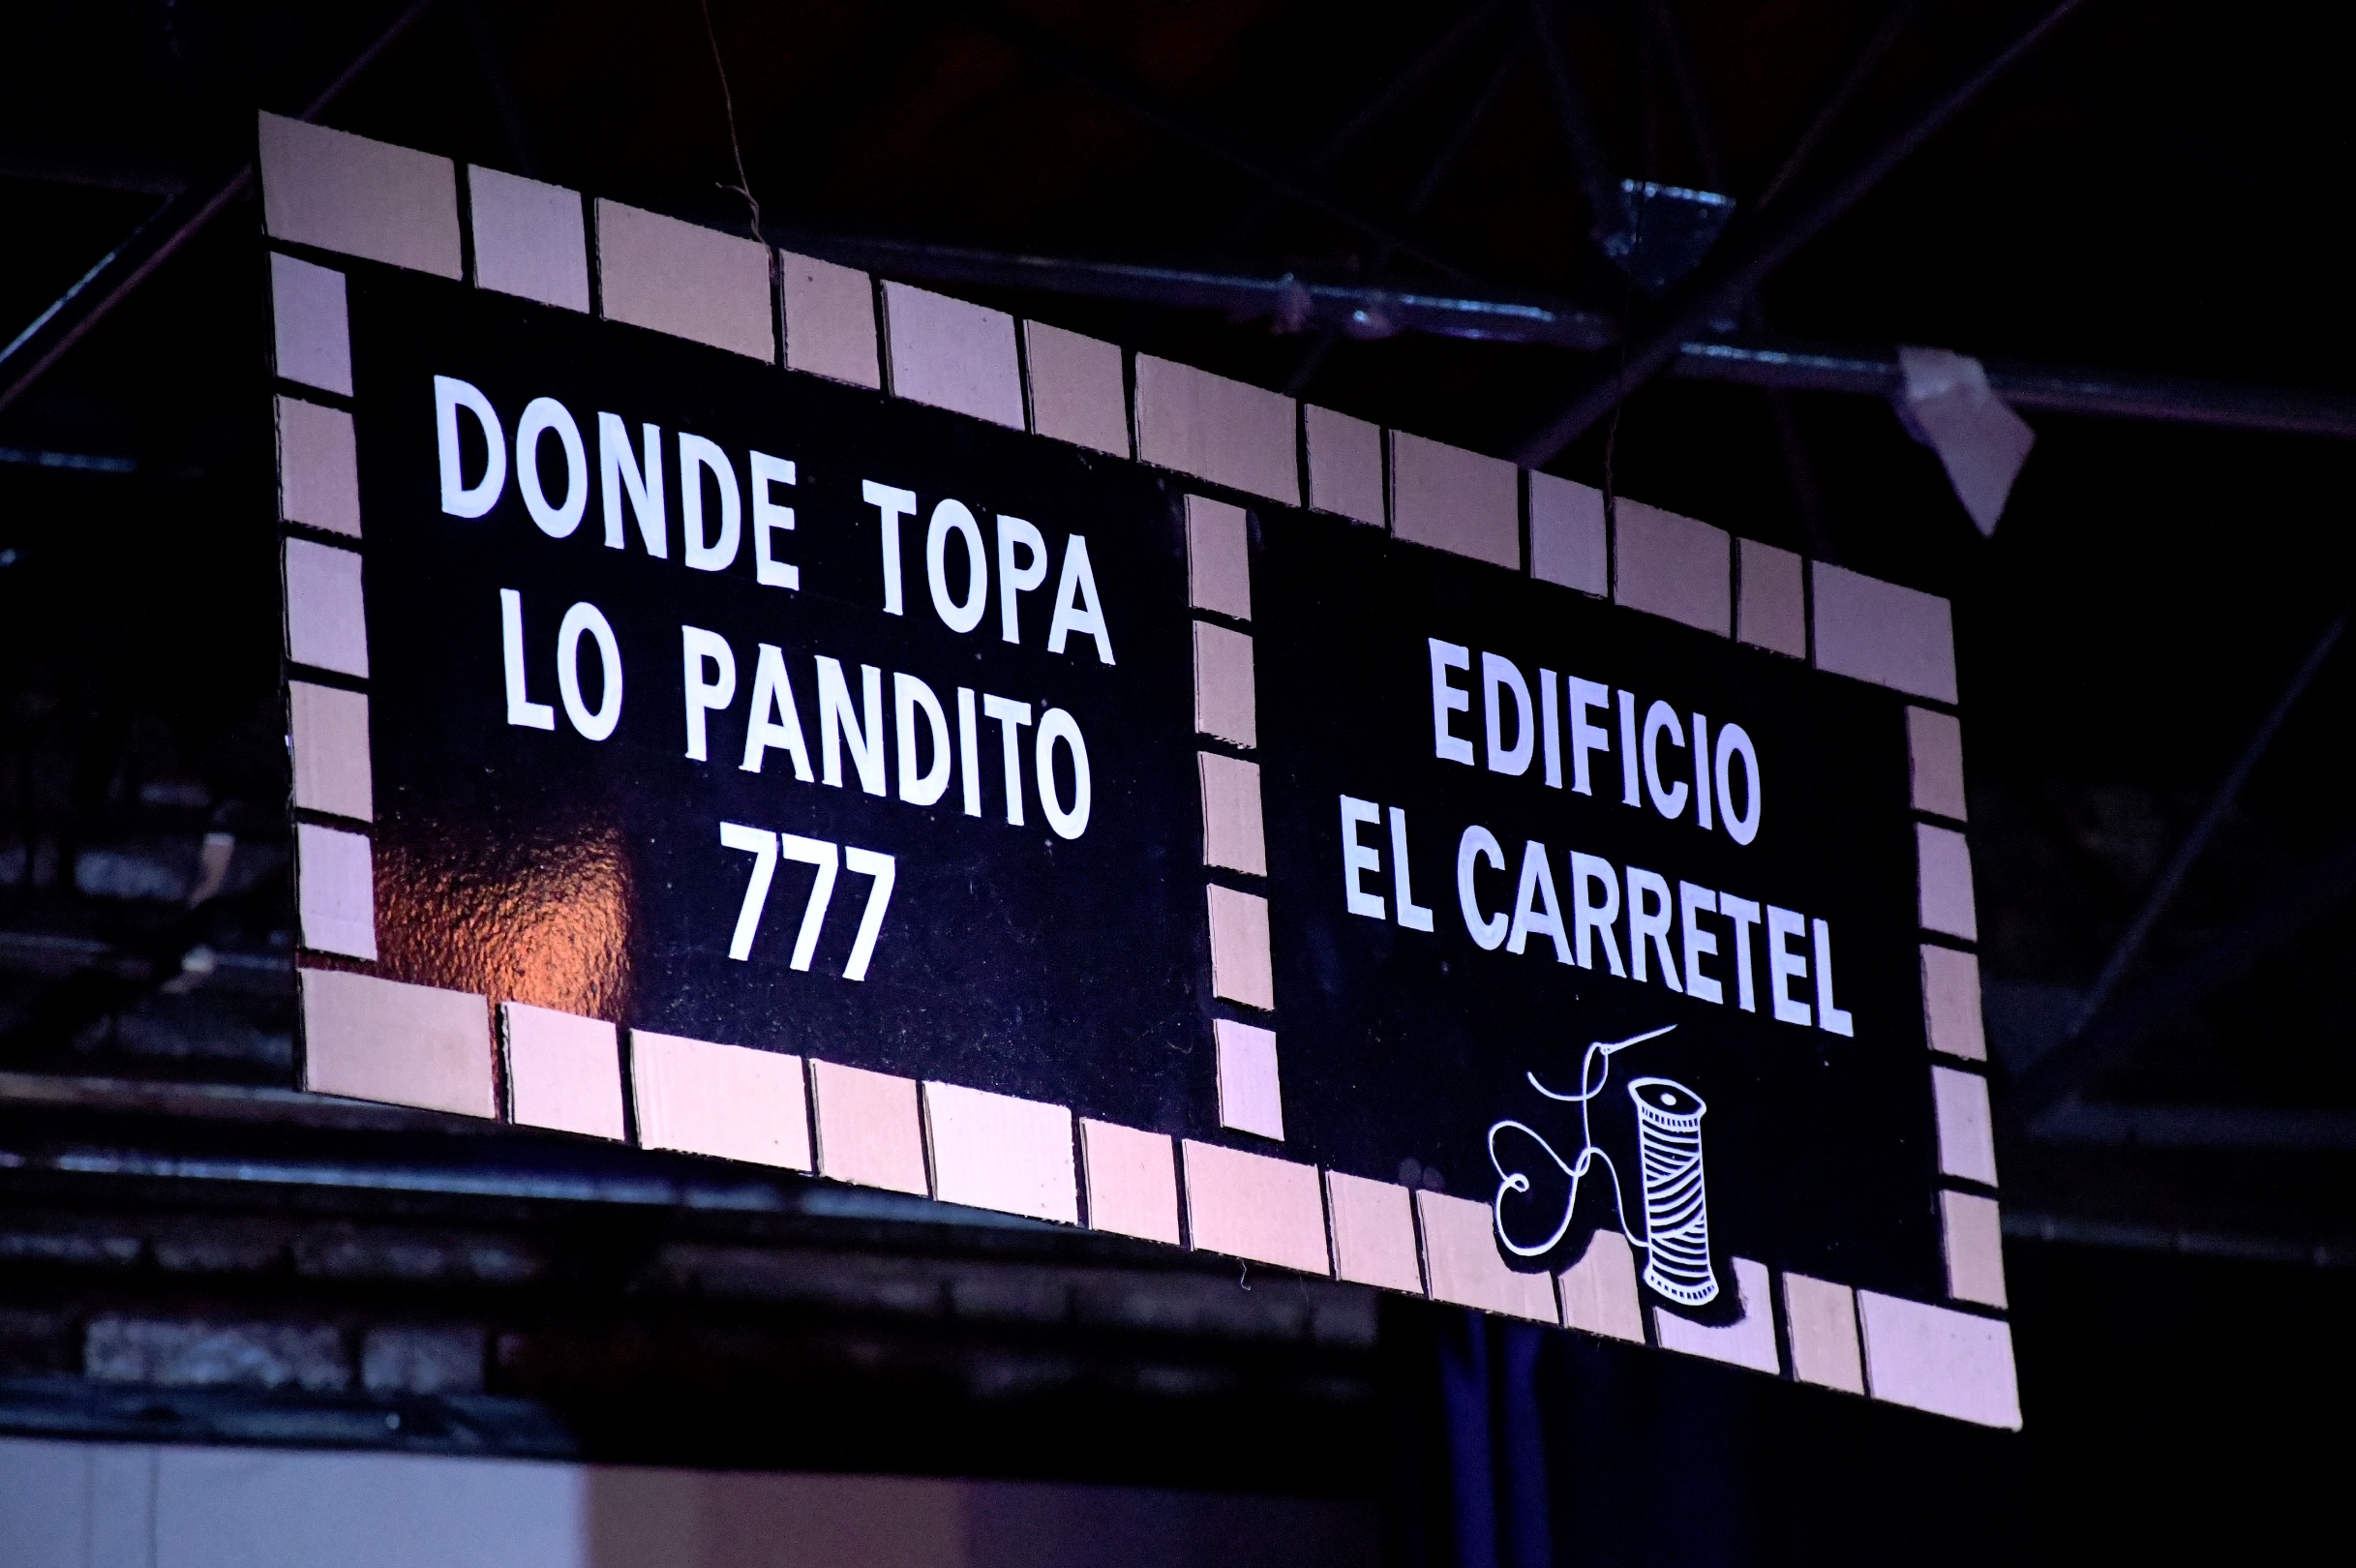 DONDE TOPA
LO PANDITO
777
EDIFICIO
EL CARRETEL